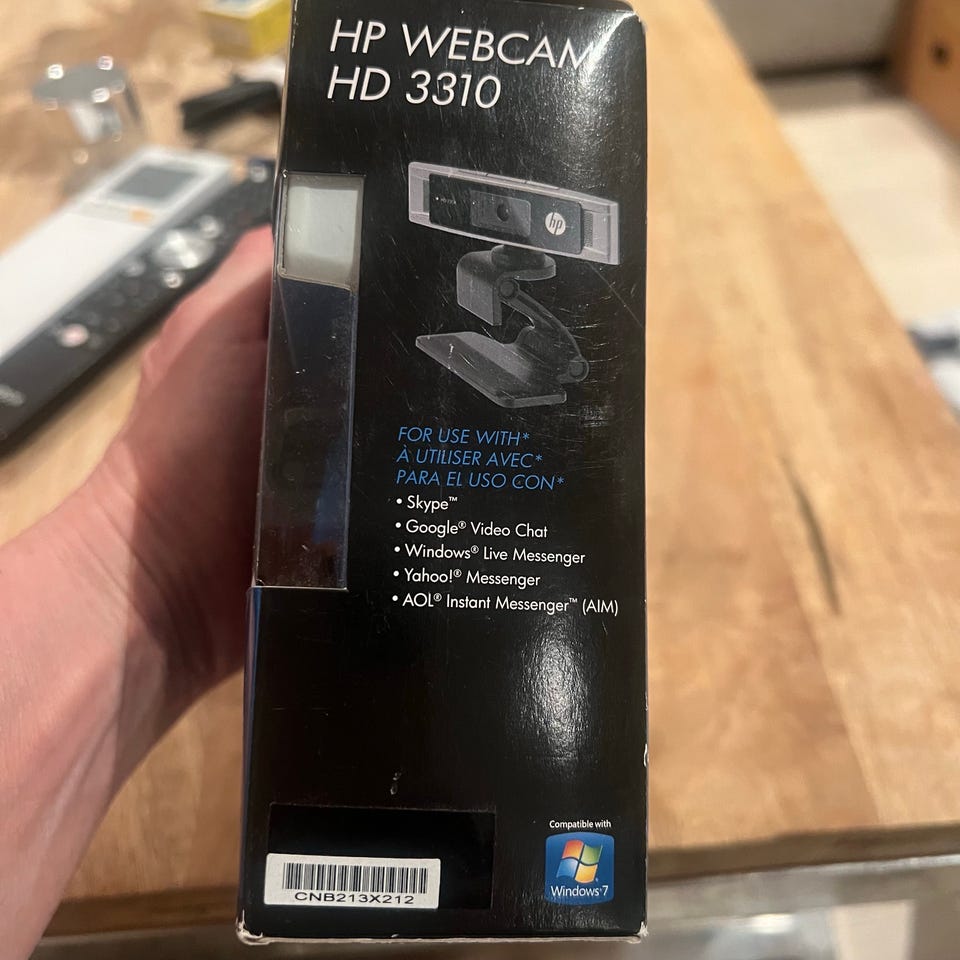 HP WEBCAM
HD 3310
hp
FOR USE WITH*
À UTILISER AVEC*
PARA EL USO CON*
• Skype™
• Google® Video Chat
• Windows® Live Messenger
• Yahoo!® Messenger
• AOL® Instant Messenger™ (AIM)
Compatible with
Windows®7
CNB213X212